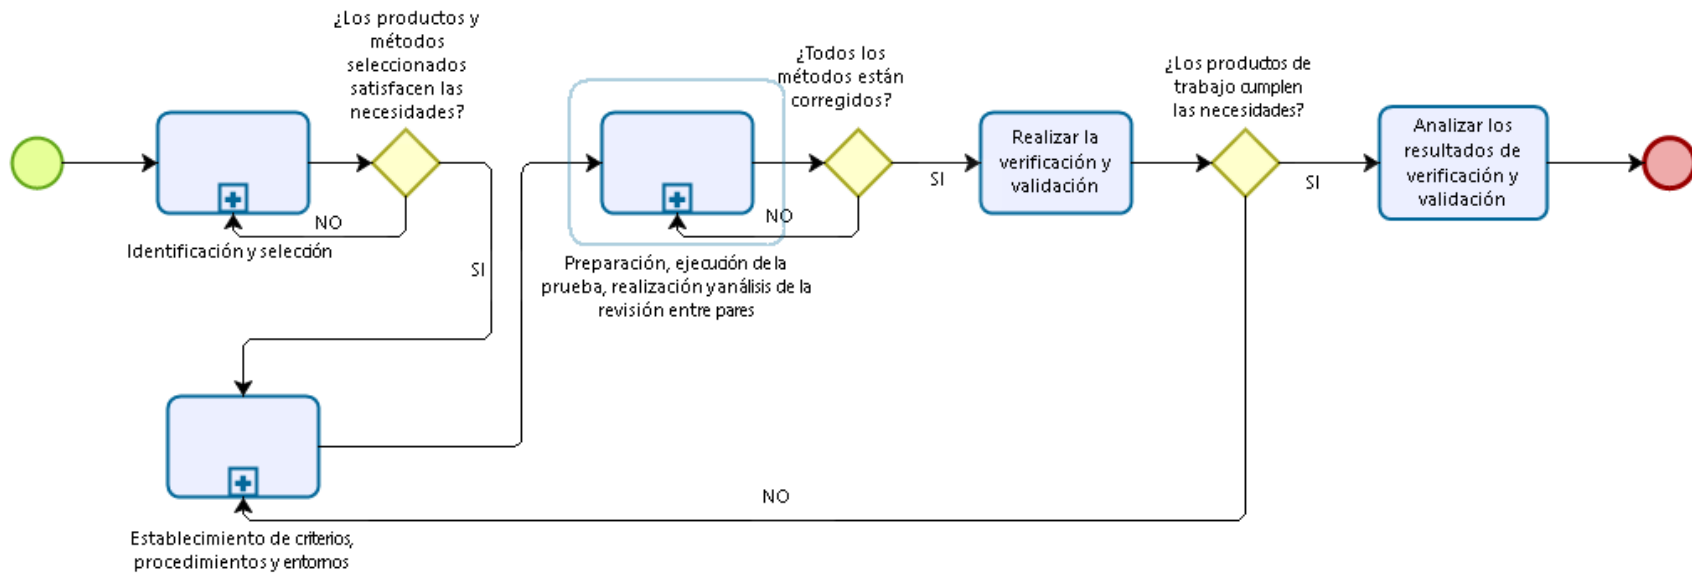 ¿Los productos y
métodos
seleccionados
satisfacen las
necesidades?
NO
Identificación y selección
SI
¿Todos los
métodos están
corregidos?
NO
Preparación, ejecución de la
prueba, realización y análisis de la
revisión entre pares
SI
Realizar la
verificación y
validación
¿Los productos de
trabajo cumplen
las necesidades?
SI
Analizar los
resultados de
verificación y
validación
NO
Establecimiento de criterios,
procedimientos y entornos